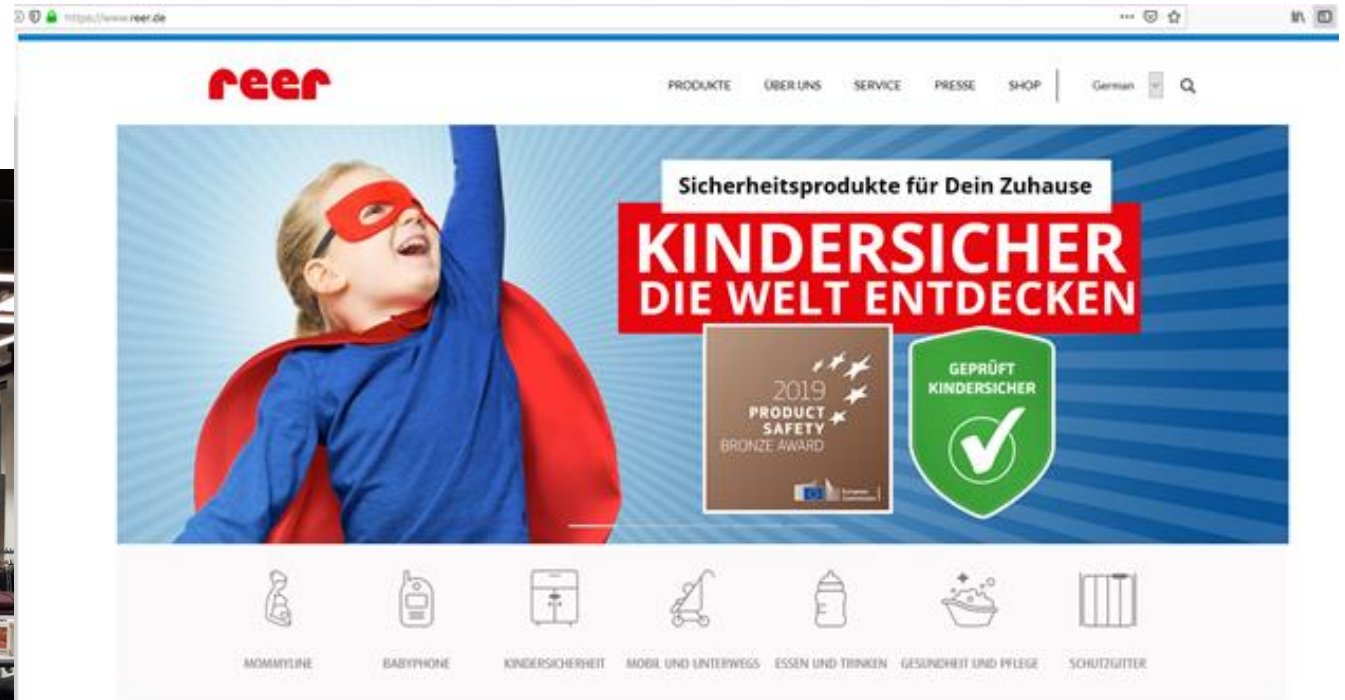 https://www.reer.de
reer
PRODUKTE ÜBER UNS SERVICE PRESSE SHOP German
Sicherheitsprodukte für Dein Zuhause
KINDERSICHER
DIE WELT ENTDECKEN
2019
PRODUCT
SAFETY
BRONZE AWARD
European
Commission
GEPRÜFT
KINDERSICHER
MOMMYLINE BABYPHONE KINDERSICHERHEIT MOBIL UND UNTERWEGS ESSEN UND TRINKEN GESUNDHEIT UND PFLEGE SCHUTZGITTER